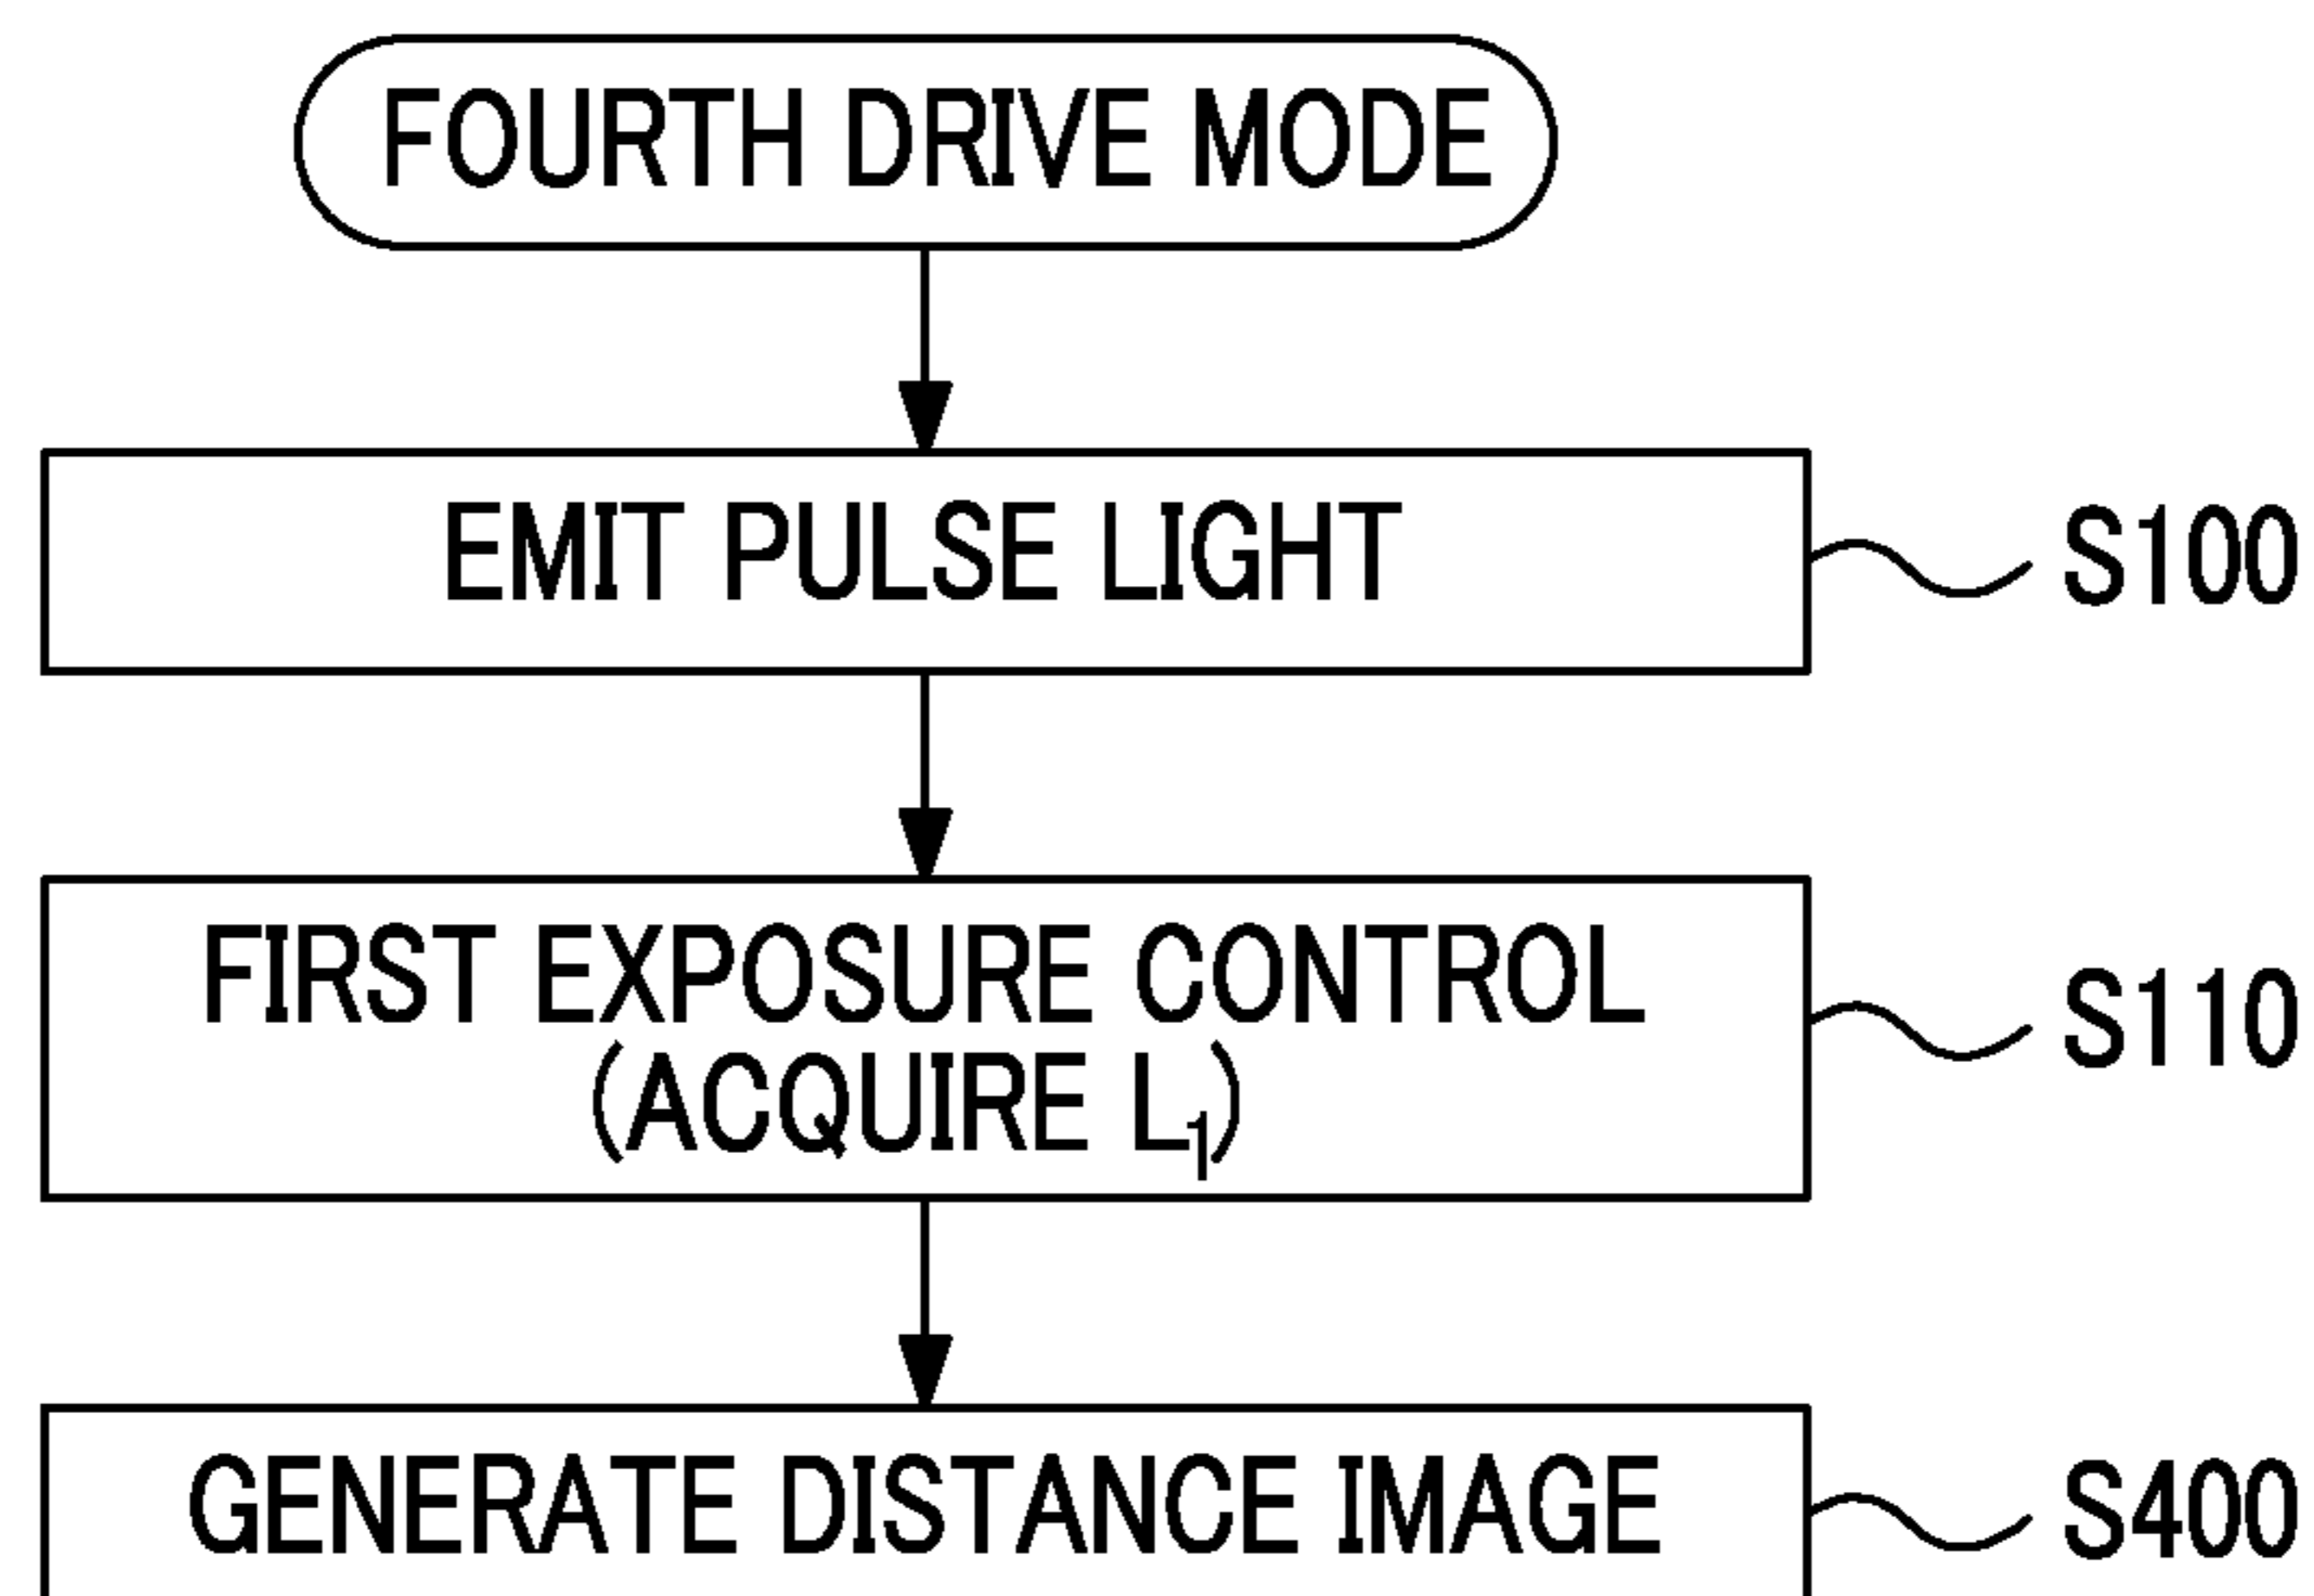 FOURTH DRIVE MODE
EMIT PULSE LIGHT
S100
FIRST EXPOSURE CONTROL
(ACQUIRE L₁)
S110
GENERATE DISTANCE IMAGE
S400